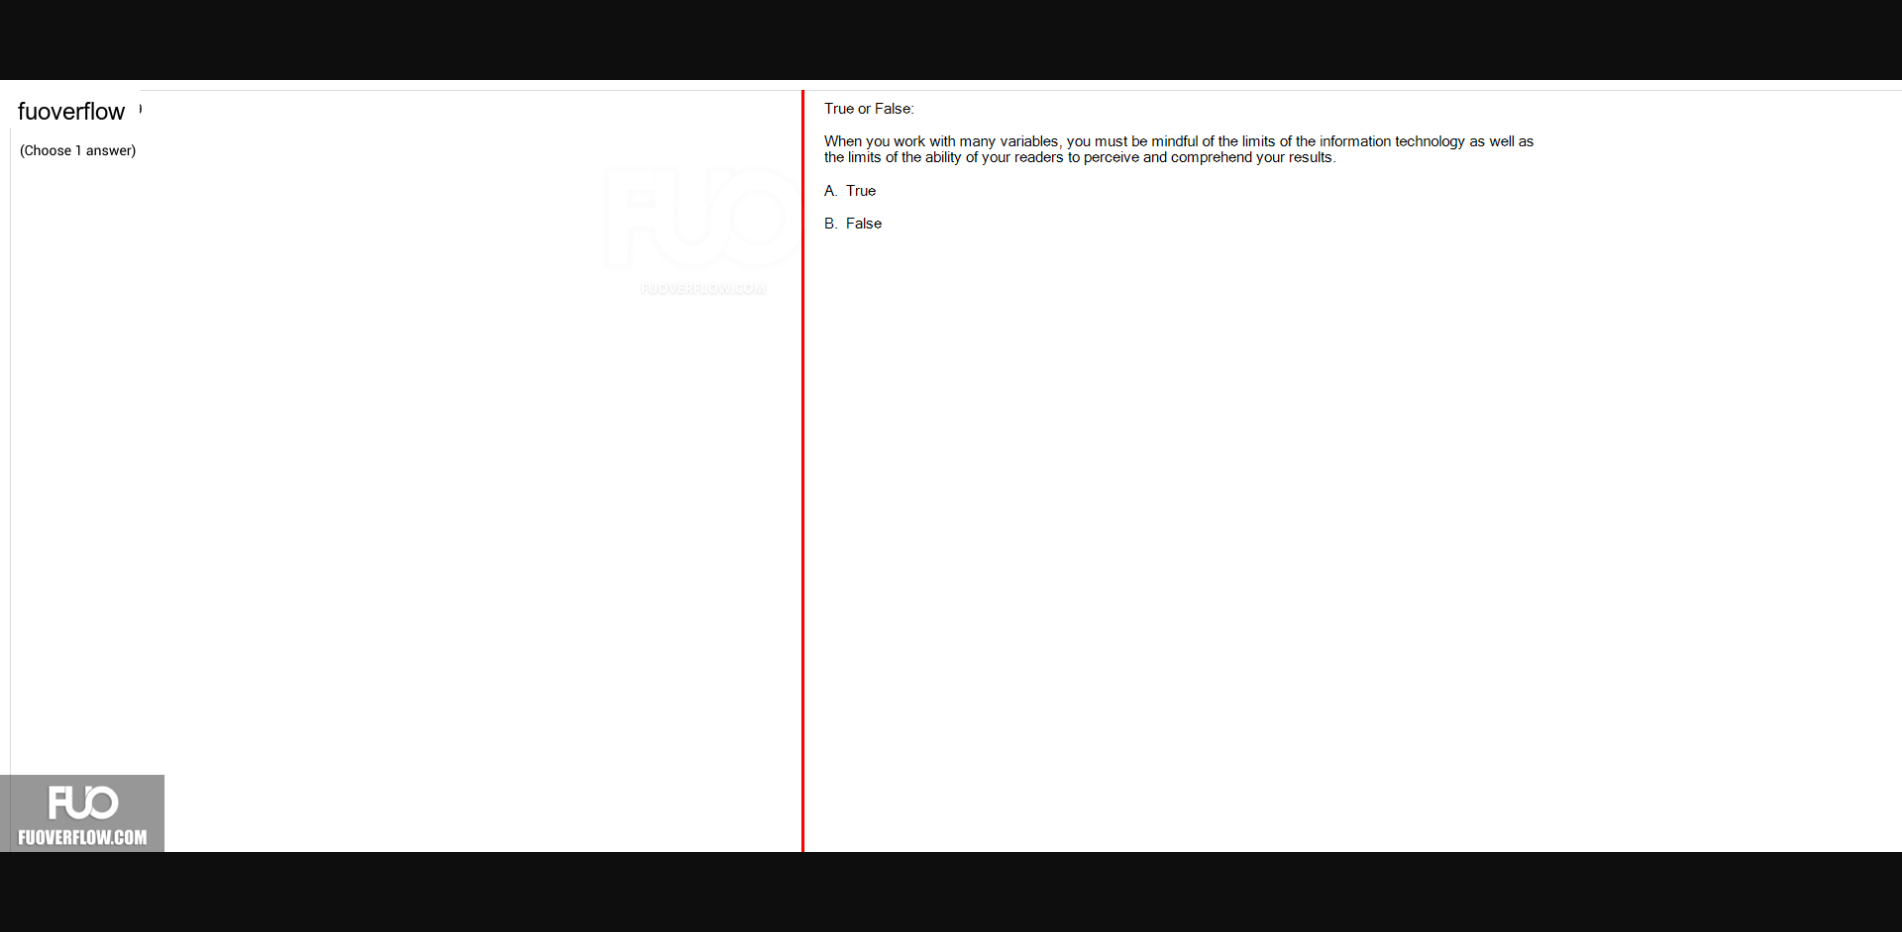 fuoverflow
(Choose 1 answer)
FUO
FUOVERFLOW.COM
True or False:
When you work with many variables, you must be mindful of the limits of the information technology as well as
the limits of the ability of your readers to perceive and comprehend your results.
A. True
B. False
FUO
FUOVERFLOW.COM